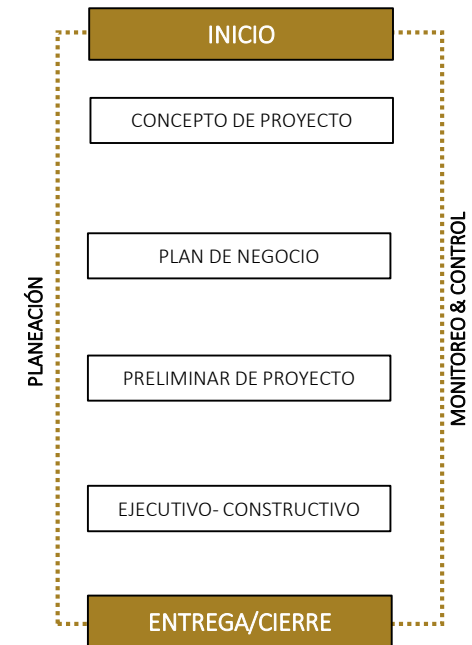 INICIO
CONCEPTO DE PROYECTO
PLAN DE NEGOCIO
PLANEACIÓN
MONITOREO & CONTROL
PRELIMINAR DE PROYECTO
EJECUTIVO- CONSTRUCTIVO
ENTREGA/CIERRE